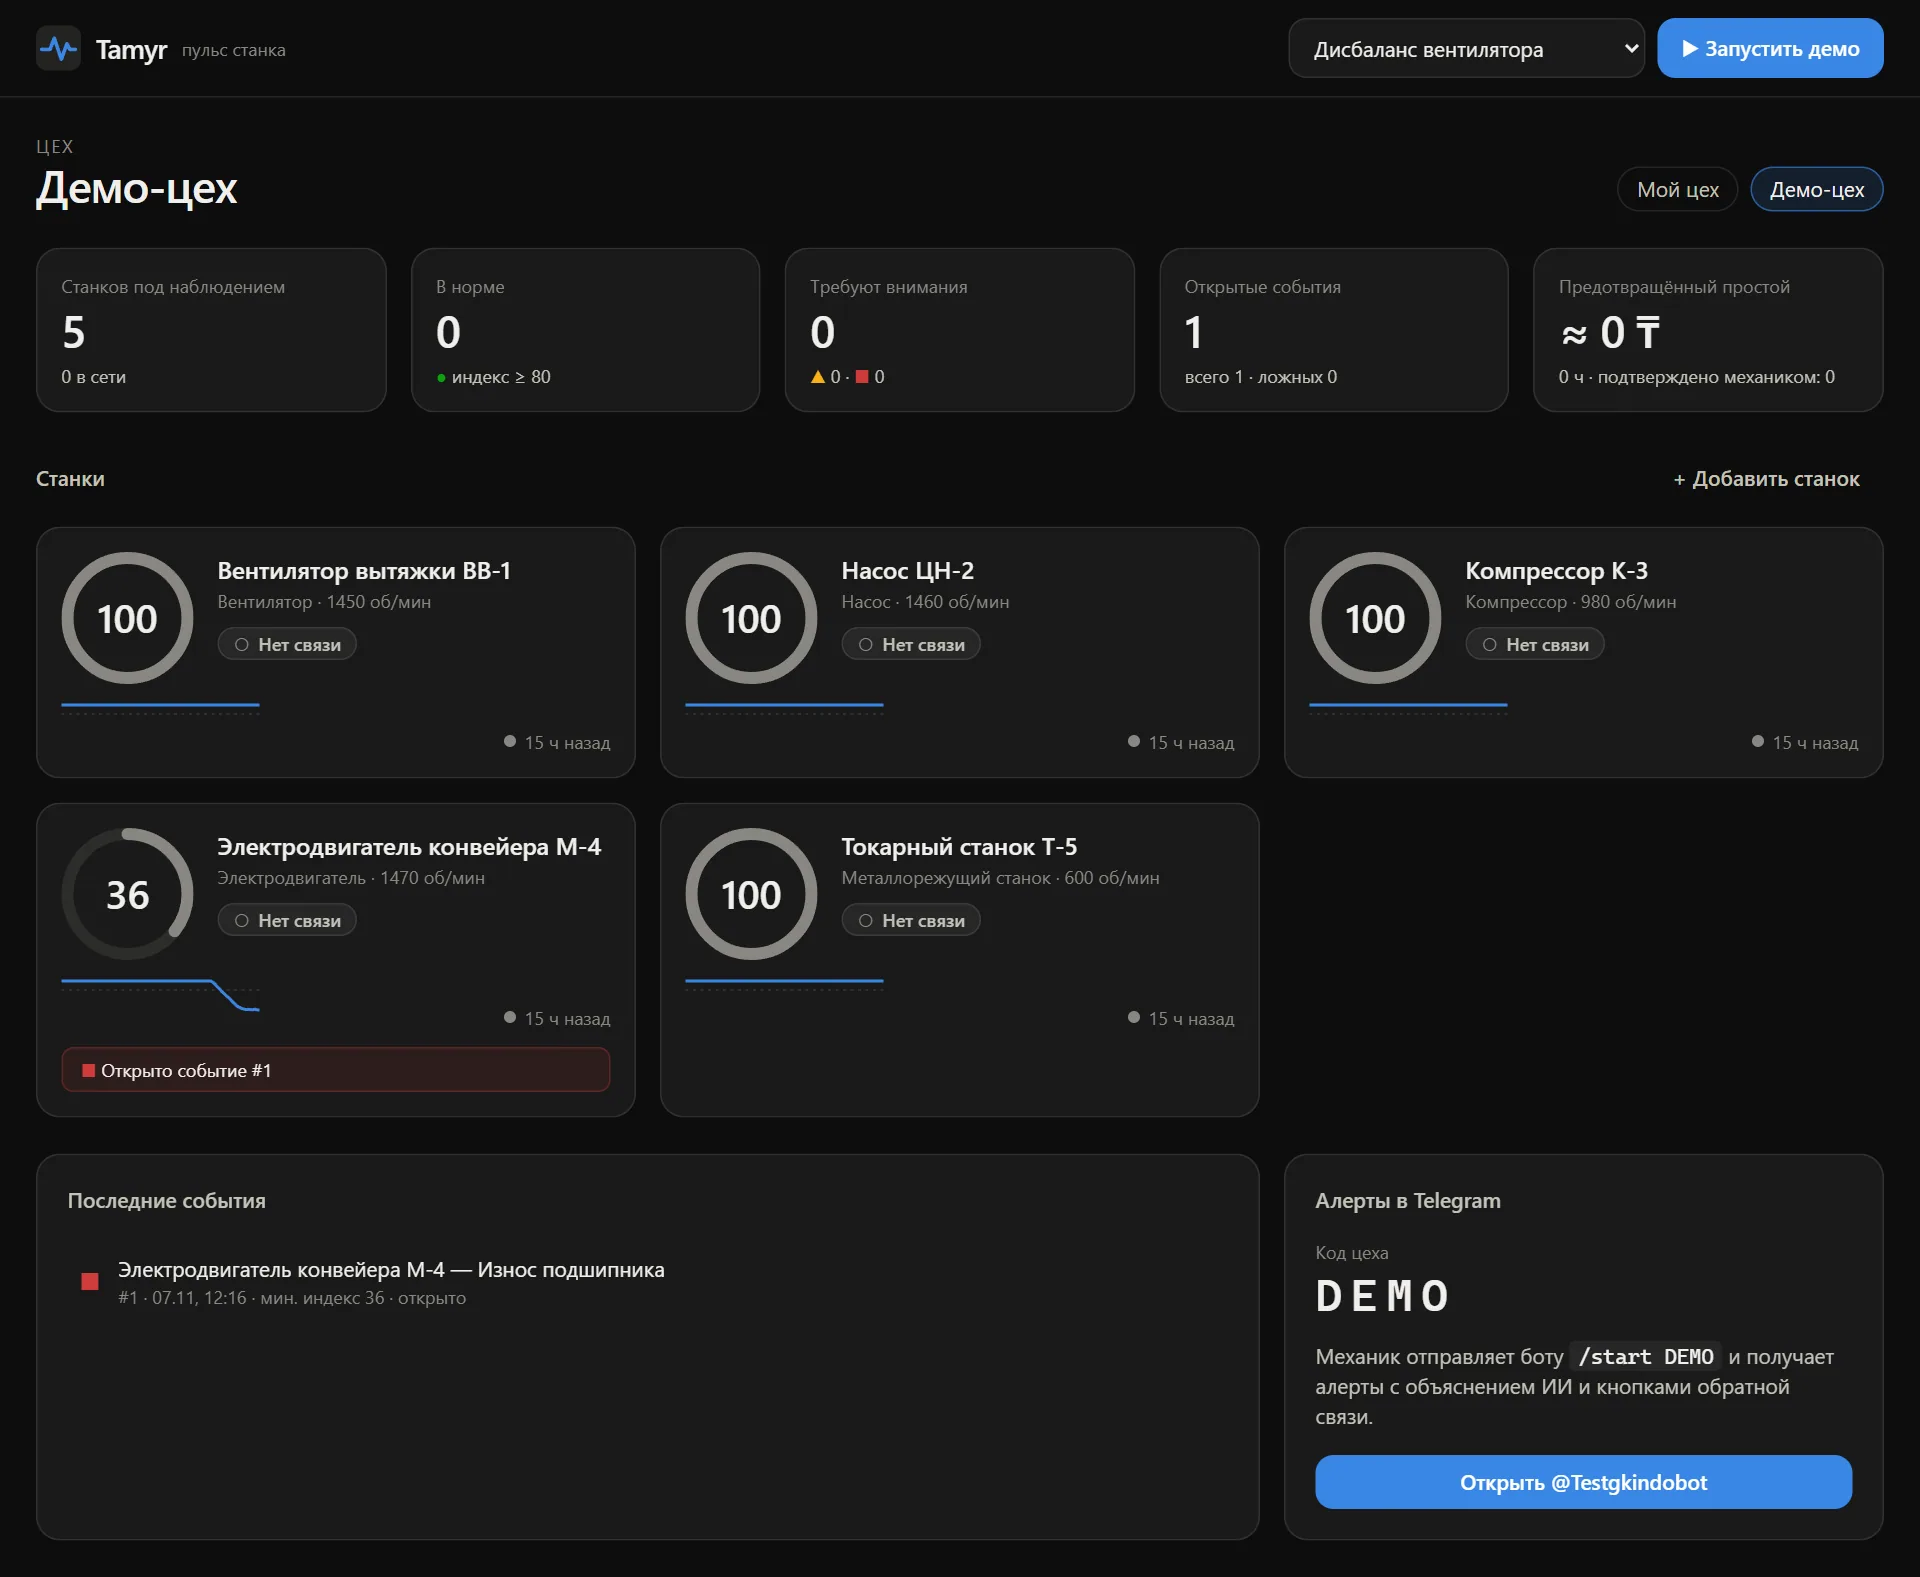 Tamyr пульс станка
Дисбаланс вентилятора
▶ Запустить демо
ЦЕХ
Демо-цех
Мой цех
Демо-цех
Станков под наблюдением
5
0 в сети
В норме
0
● индекс ≥ 80
Требуют внимания
0
▲ 0 · ■ 0
Открытые события
1
всего 1 · ложных 0
Предотвращённый простой
≈ 0 ₸
0 ч · подтверждено механиком: 0
Станки
+ Добавить станок
100
Вентилятор вытяжки ВВ-1
Вентилятор · 1450 об/мин
○ Нет связи
● 15 ч назад
100
Насос ЦН-2
Насос · 1460 об/мин
○ Нет связи
● 15 ч назад
100
Компрессор К-3
Компрессор · 980 об/мин
○ Нет связи
● 15 ч назад
36
Электродвигатель конвейера М-4
Электродвигатель · 1470 об/мин
○ Нет связи
● 15 ч назад
■ Открыто событие #1
100
Токарный станок Т-5
Металлорежущий станок · 600 об/мин
○ Нет связи
● 15 ч назад
Последние события
Электродвигатель конвейера М-4 — Износ подшипника
#1 · 07.11, 12:16 · мин. индекс 36 · открыто
Алерты в Telegram
Код цеха
DEMO
Механик отправляет боту /start DEMO и получает
алерты с объяснением ИИ и кнопками обратной
связи.
Открыть @Testgkindobot